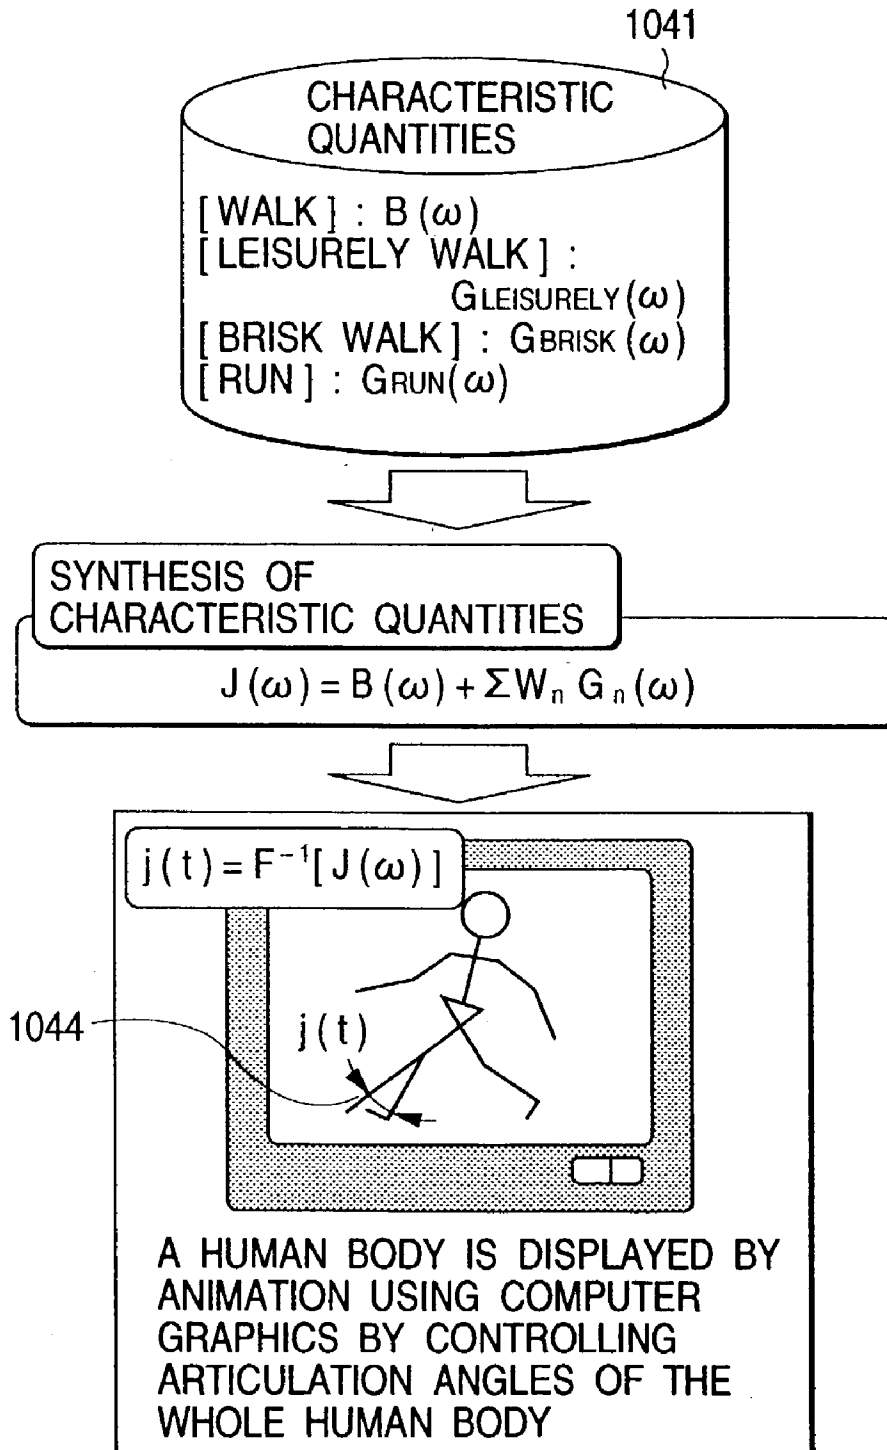 1041
CHARACTERISTIC
QUANTITIES
[WALK] : B(ω)
[LEISURELY WALK] :
GLEISURELY(ω)
[BRISK WALK] : GBRISK(ω)
[RUN] : GRUN(ω)
SYNTHESIS OF
CHARACTERISTIC QUANTITIES
J(ω) = B(ω) + ΣWₙ Gₙ(ω)
j(t) = F⁻¹[J(ω)]
1044
j(t)
A HUMAN BODY IS DISPLAYED BY
ANIMATION USING COMPUTER
GRAPHICS BY CONTROLLING
ARTICULATION ANGLES OF THE
WHOLE HUMAN BODY